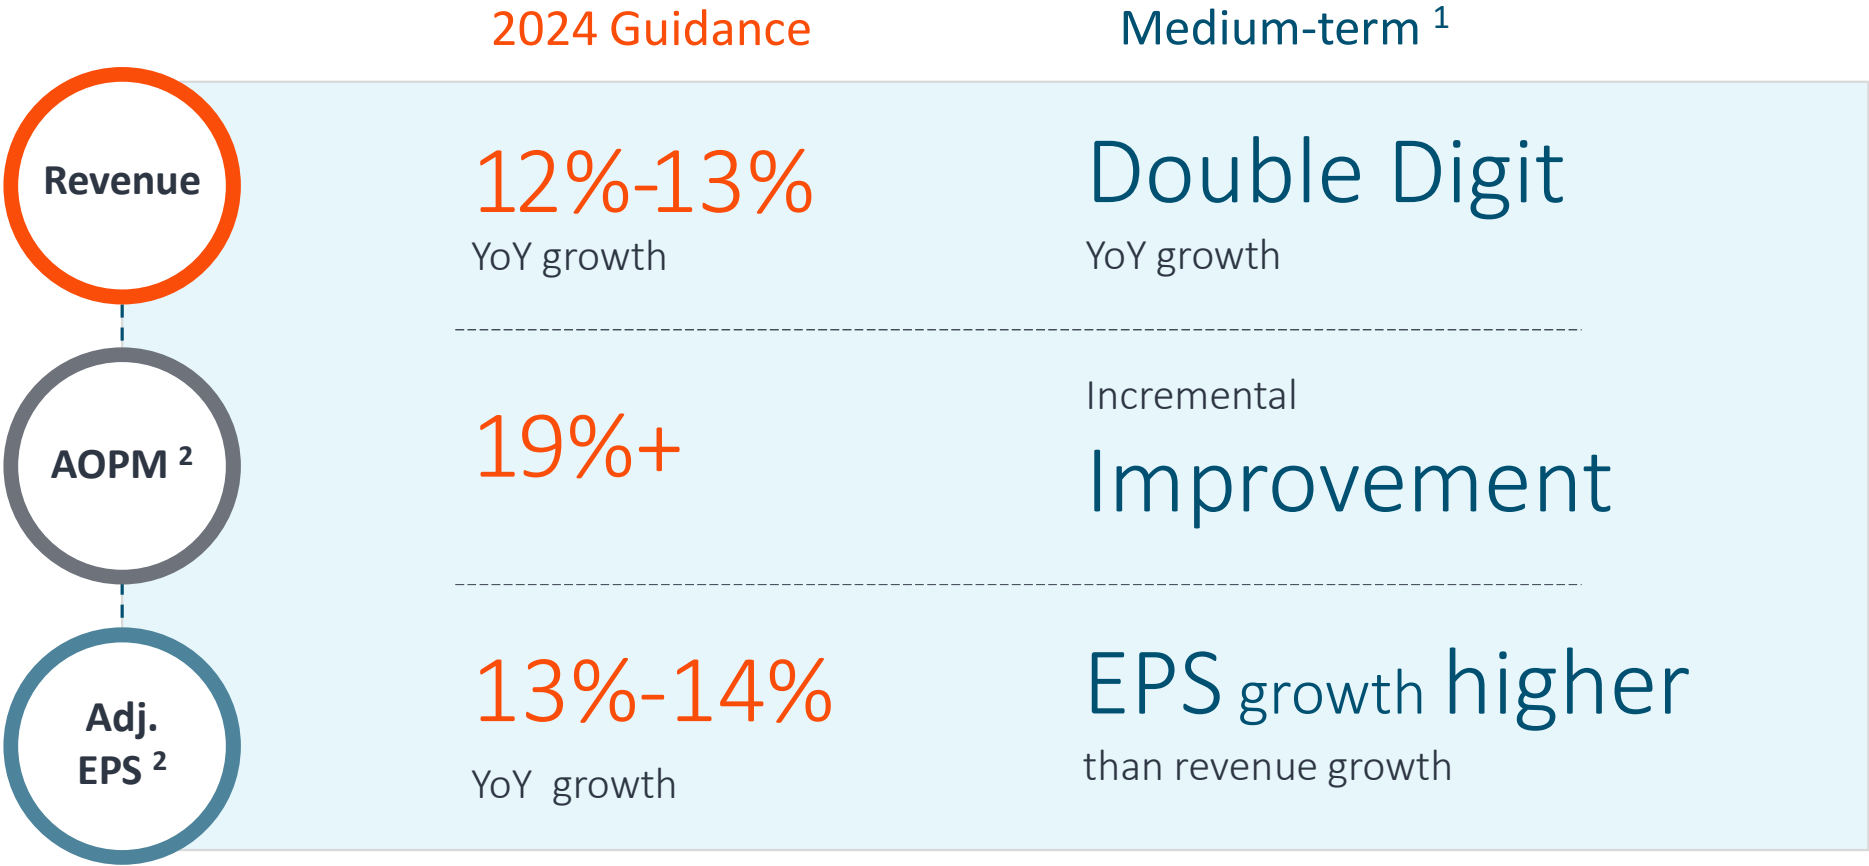 2024 Guidance
Medium-term 1
Revenue
12%-13%
YoY growth
Double Digit
YoY growth
AOPM 2
19%+
Incremental
Improvement
Adj.
EPS 2
13%-14%
YoY growth
EPS growth higher
than revenue growth